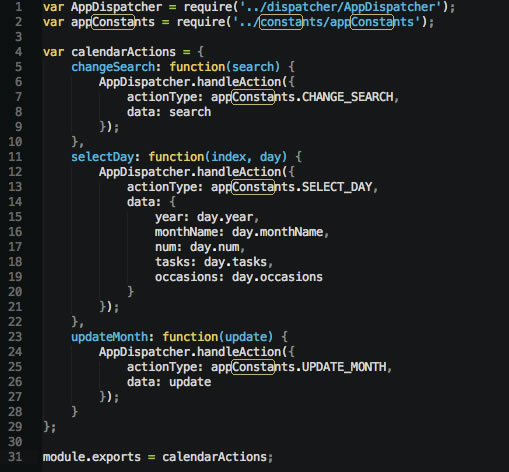 1 var AppDispatcher = require('../dispatcher/AppDispatcher');
2 var appConstants = require('../constants/appConstants');
3
4 var calendarActions = {
5     changeSearch: function(search) {
6         AppDispatcher.handleAction({
7             actionType: appConstants.CHANGE_SEARCH,
8             data: search
9         });
10     },
11     selectDay: function(index, day) {
12         AppDispatcher.handleAction({
13             actionType: appConstants.SELECT_DAY,
14             data: {
15                 year: day.year,
16                 monthName: day.monthName,
17                 num: day.num,
18                 tasks: day.tasks,
19                 occasions: day.occasions
20             }
21         });
22     },
23     updateMonth: function(update) {
24         AppDispatcher.handleAction({
25             actionType: appConstants.UPDATE_MONTH,
26             data: update
27         });
28     }
29 };
30
31 module.exports = calendarActions;